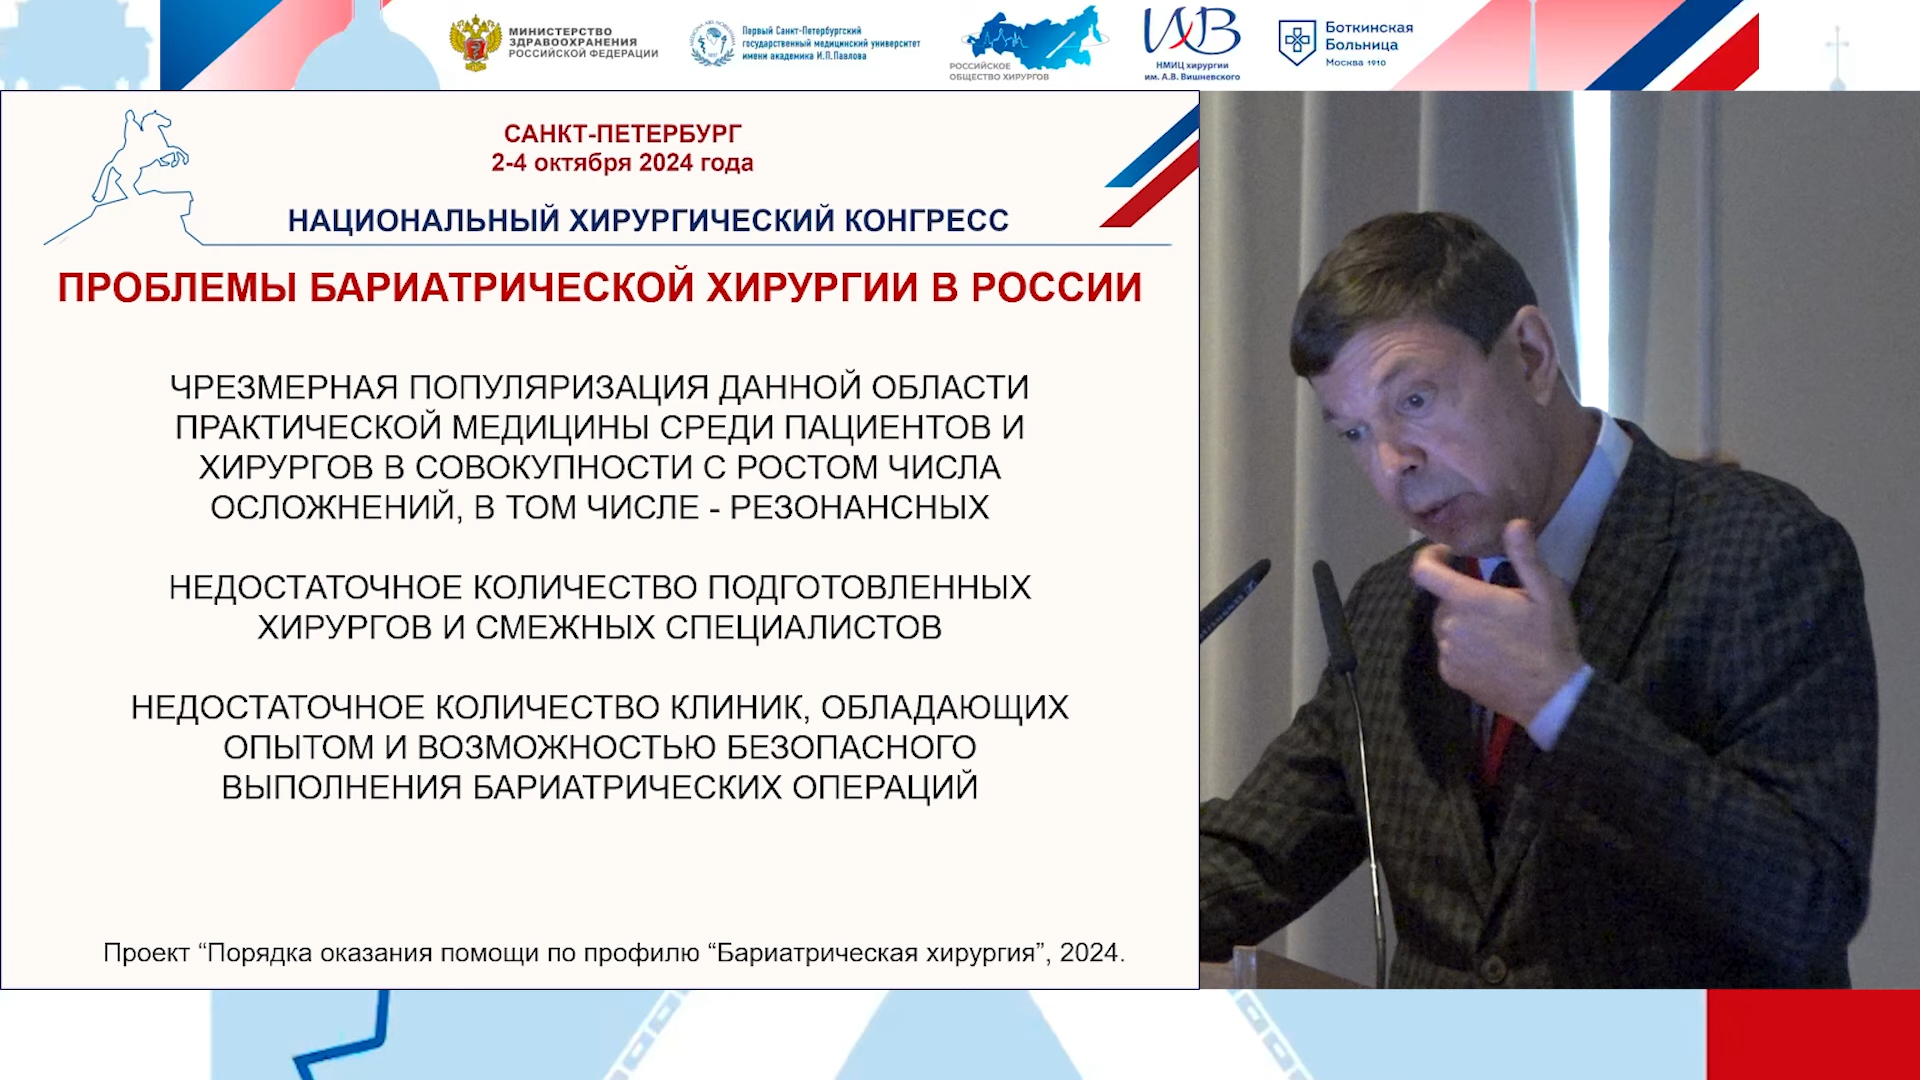 МИНИСТЕРСТВО
ЗДРАВООХРАНЕНИЯ
РОССИЙСКОЙ ФЕДЕРАЦИИ
Первый Санкт-Петербургский
государственный медицинский университет
имени академика И.П.Павлова
РОССИЙСКОЕ
ОБЩЕСТВО ХИРУРГОВ
НМИЦ хирургии
им. А.В. Вишневского
Боткинская
Больница
Москва 1910
САНКТ-ПЕТЕРБУРГ
2-4 октября 2024 года
НАЦИОНАЛЬНЫЙ ХИРУРГИЧЕСКИЙ КОНГРЕСС
ПРОБЛЕМЫ БАРИАТРИЧЕСКОЙ ХИРУРГИИ В РОССИИ
ЧРЕЗМЕРНАЯ ПОПУЛЯРИЗАЦИЯ ДАННОЙ ОБЛАСТИ
ПРАКТИЧЕСКОЙ МЕДИЦИНЫ СРЕДИ ПАЦИЕНТОВ И
ХИРУРГОВ В СОВОКУПНОСТИ С РОСТОМ ЧИСЛА
ОСЛОЖНЕНИЙ, В ТОМ ЧИСЛЕ - РЕЗОНАНСНЫХ
НЕДОСТАТОЧНОЕ КОЛИЧЕСТВО ПОДГОТОВЛЕННЫХ
ХИРУРГОВ И СМЕЖНЫХ СПЕЦИАЛИСТОВ
НЕДОСТАТОЧНОЕ КОЛИЧЕСТВО КЛИНИК, ОБЛАДАЮЩИХ
ОПЫТОМ И ВОЗМОЖНОСТЬЮ БЕЗОПАСНОГО
ВЫПОЛНЕНИЯ БАРИАТРИЧЕСКИХ ОПЕРАЦИЙ
Проект “Порядка оказания помощи по профилю “Бариатрическая хирургия”, 2024.